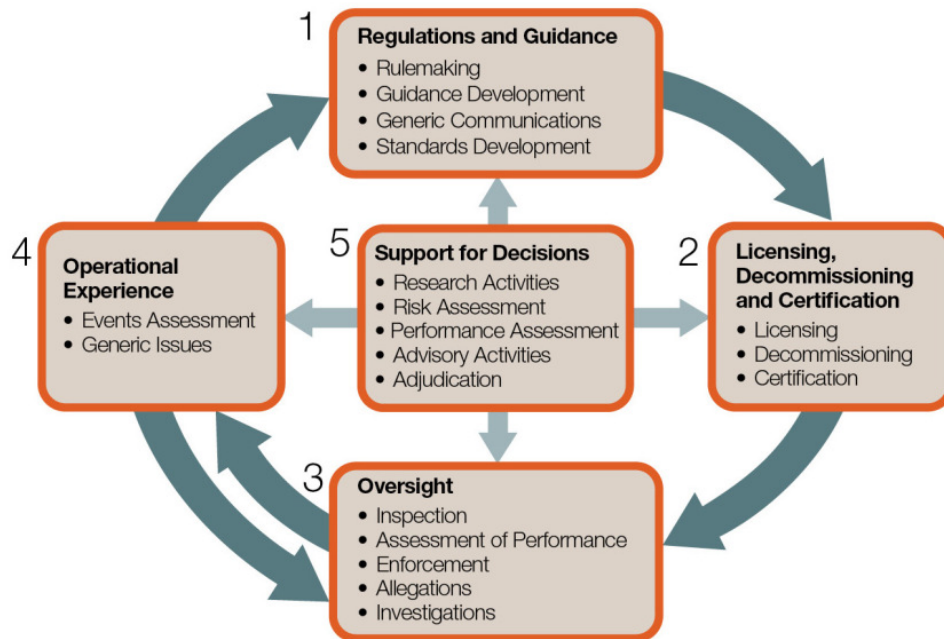 1
Regulations and Guidance
• Rulemaking
• Guidance Development
• Generic Communications
• Standards Development
2
Licensing,
Decommissioning
and Certification
• Licensing
• Decommissioning
• Certification
3
Oversight
• Inspection
• Assessment of Performance
• Enforcement
• Allegations
• Investigations
4
Operational
Experience
• Events Assessment
• Generic Issues
5
Support for Decisions
• Research Activities
• Risk Assessment
• Performance Assessment
• Advisory Activities
• Adjudication